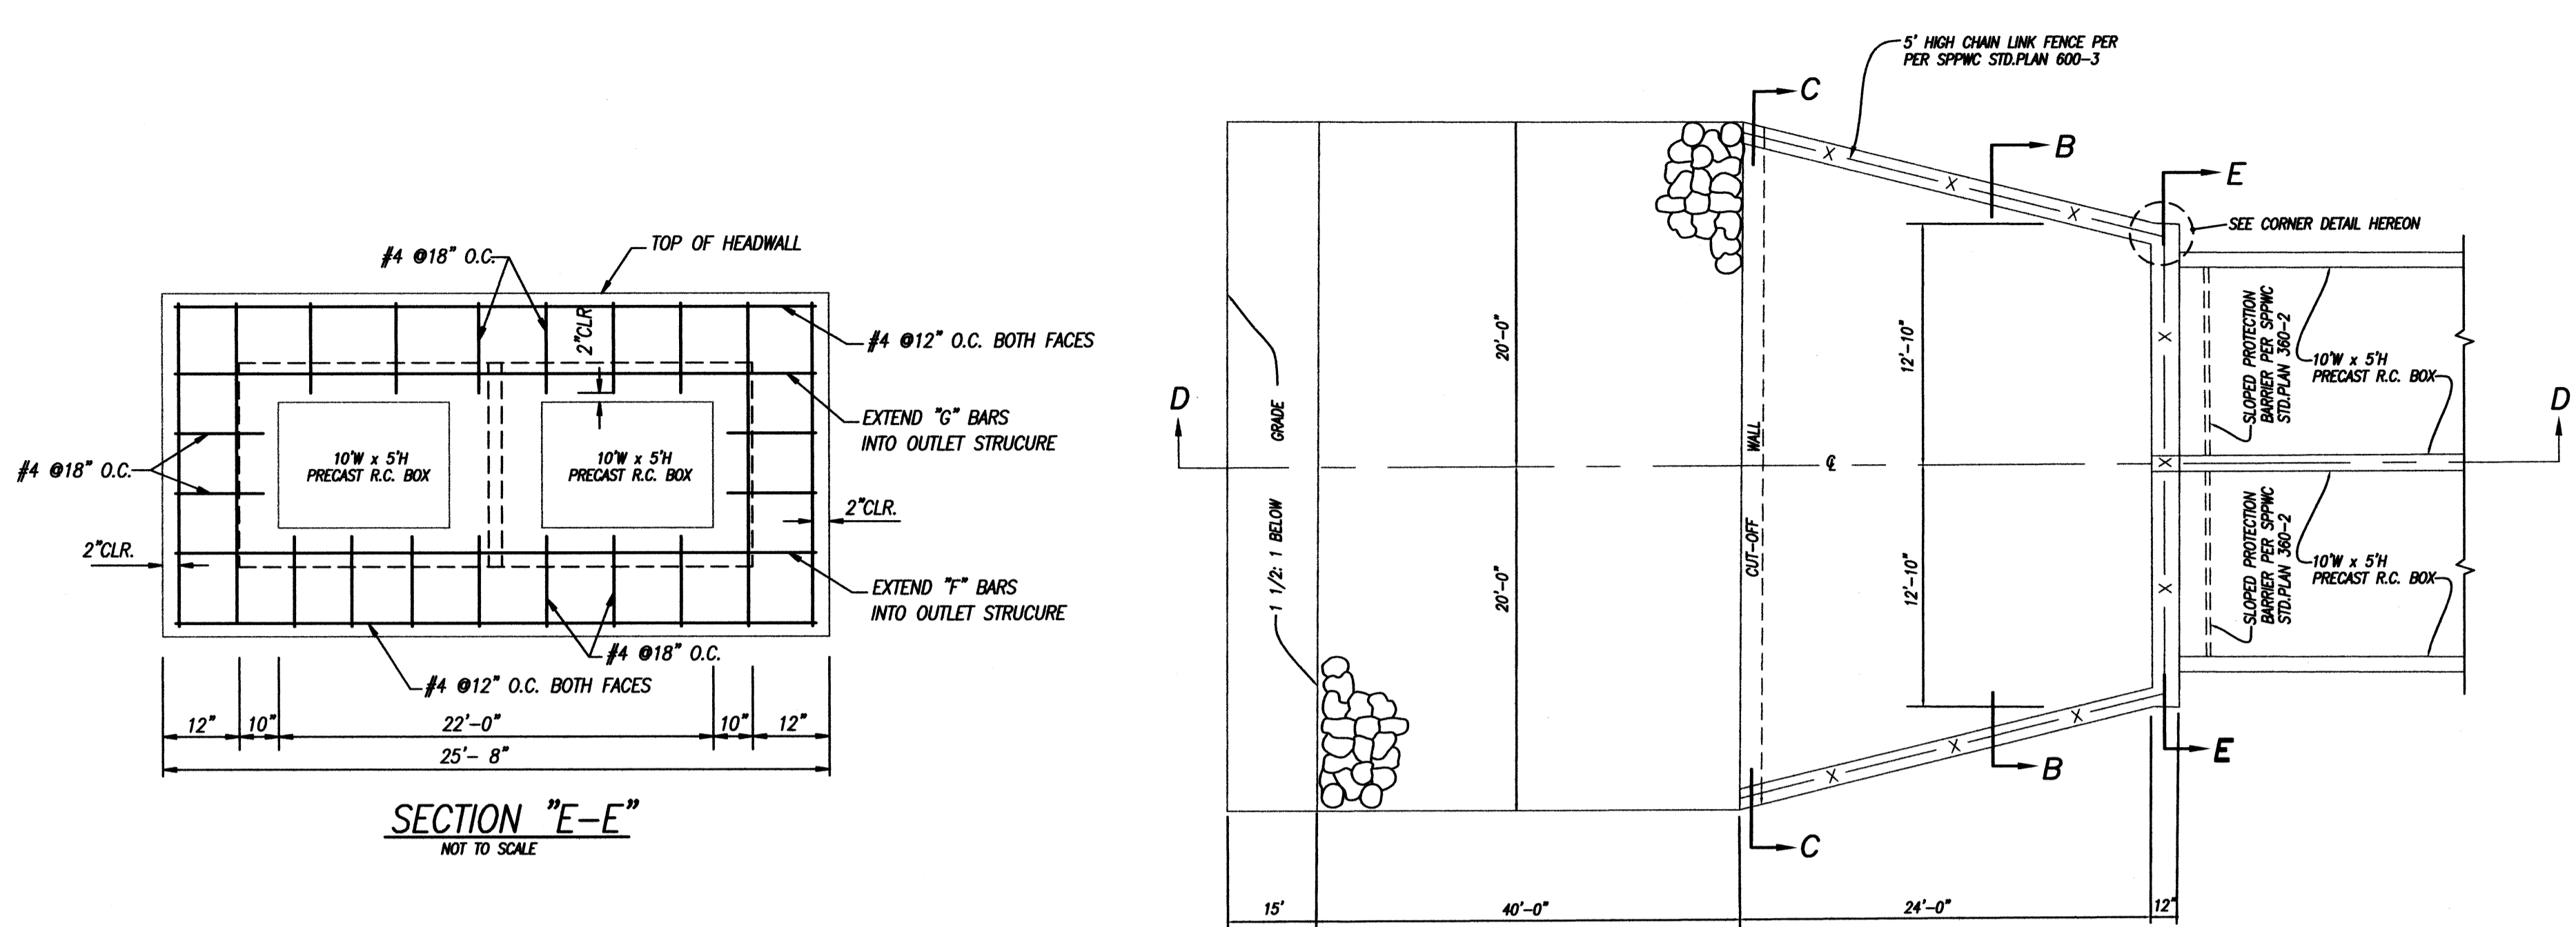 TOP OF HEADWALL
#4 @18" O.C.
2"CLR
#4 @12" O.C. BOTH FACES
EXTEND "G" BARS
INTO OUTLET STRUCURE
10'W x 5'H
PRECAST R.C. BOX
10'W x 5'H
PRECAST R.C. BOX
#4 @18" O.C.
2"CLR.
2"CLR.
EXTEND "F" BARS
INTO OUTLET STRUCURE
#4 @18" O.C.
#4 @12" O.C. BOTH FACES
12"
10"
22'-0"
10"
12"
25'- 8"
SECTION "E-E"
NOT TO SCALE
5' HIGH CHAIN LINK FENCE PER
PER SPPWC STD.PLAN 600-3
C
B
E
SEE CORNER DETAIL HEREON
X
X
X
20'-0"
12'-10"
X
SLOPED PROTECTION
BARRIER PER SPPWC
STD.PLAN 360-2
10'W x 5'H
PRECAST R.C. BOX
D
D
GRADE
1 1/2: 1 BELOW
WALL
CUT-OFF
℄
X
20'-0"
12'-10"
X
SLOPED PROTECTION
BARRIER PER SPPWC
STD.PLAN 360-2
10'W x 5'H
PRECAST R.C. BOX
X
X
X
B
E
C
15'
40'-0"
24'-0"
12"